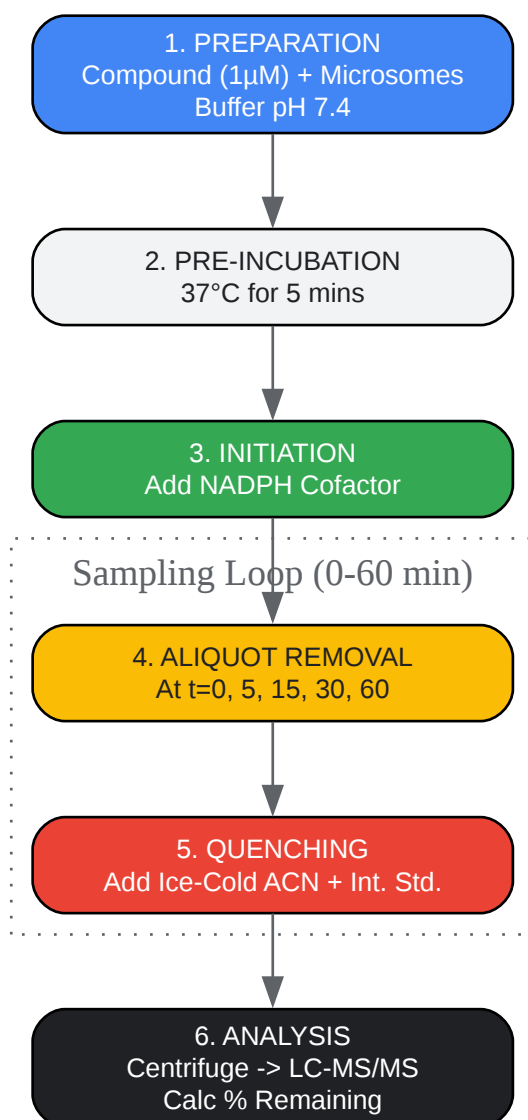 1. PREPARATION
Compound (1µM) + Microsomes
Buffer pH 7.4
2. PRE-INCUBATION
37°C for 5 mins
3. INITIATION
Add NADPH Cofactor
Sampling Loop (0-60 min)
4. ALIQUOT REMOVAL
At t=0, 5, 15, 30, 60
5. QUENCHING
Add Ice-Cold ACN + Int. Std.
6. ANALYSIS
Centrifuge -> LC-MS/MS
Calc % Remaining